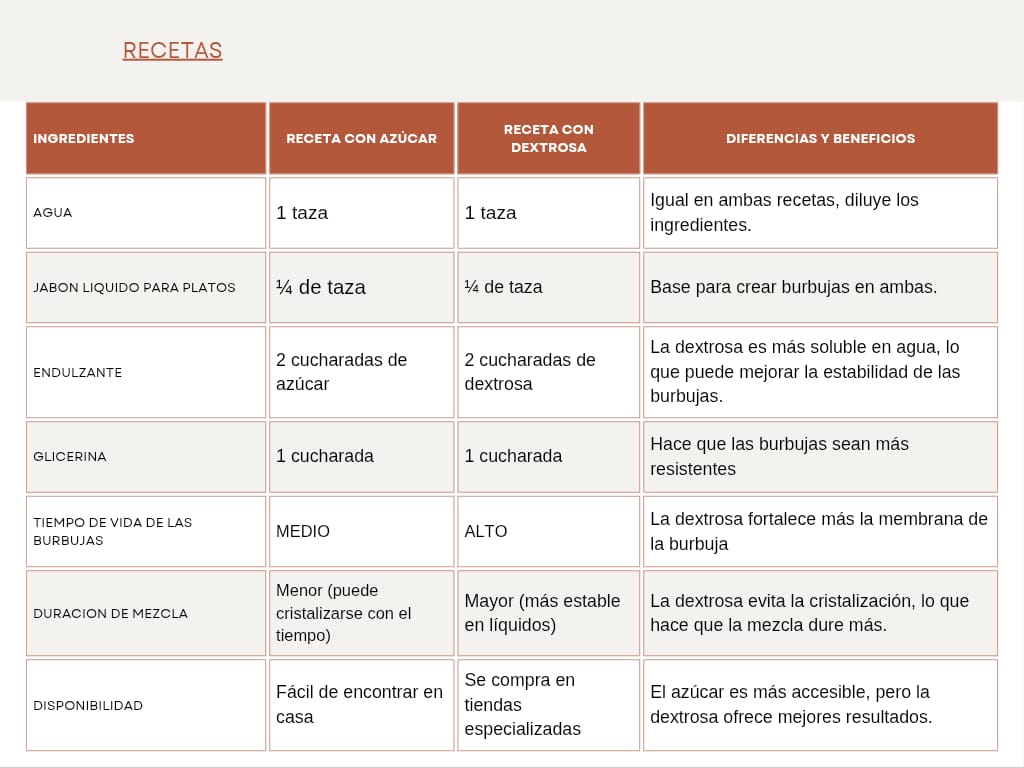 RECETAS
INGREDIENTES
RECETA CON AZÚCAR
RECETA CON
DEXTROSA
DIFERENCIAS Y BENEFICIOS
AGUA
1 taza
1 taza
Igual en ambas recetas, diluye los
ingredientes.
JABON LIQUIDO PARA PLATOS
¼ de taza
¼ de taza
Base para crear burbujas en ambas.
ENDULZANTE
2 cucharadas de
azúcar
2 cucharadas de
dextrosa
La dextrosa es más soluble en agua, lo
que puede mejorar la estabilidad de las
burbujas.
GLICERINA
1 cucharada
1 cucharada
Hace que las burbujas sean más
resistentes
TIEMPO DE VIDA DE LAS
BURBUJAS
MEDIO
ALTO
La dextrosa fortalece más la membrana de
la burbuja
DURACION DE MEZCLA
Menor (puede
cristalizarse con el
tiempo)
Mayor (más estable
en líquidos)
La dextrosa evita la cristalización, lo que
hace que la mezcla dure más.
DISPONIBILIDAD
Fácil de encontrar en
casa
Se compra en
tiendas
especializadas
El azúcar es más accesible, pero la
dextrosa ofrece mejores resultados.